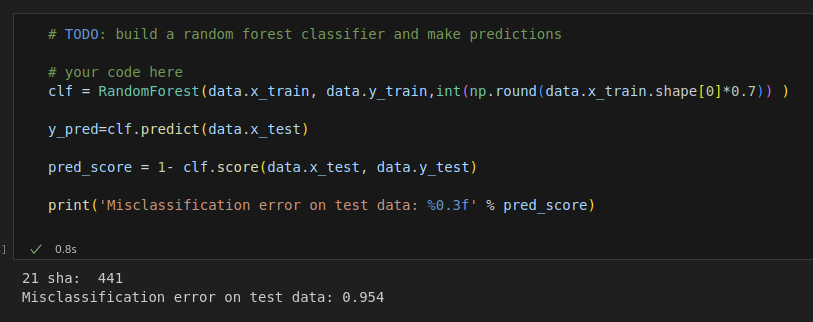 # TODO: build a random forest classifier and make predictions
# your code here
clf = RandomForest(data.x_train, data.y_train,int(np.round(data.x_train.shape[0]*0.7)) )
y_pred=clf.predict(data.x_test)
pred_score = 1- clf.score(data.x_test, data.y_test)
print('Misclassification error on test data: %0.3f' % pred_score)
] ✓ 0.8s
21 sha:  441
Misclassification error on test data: 0.954